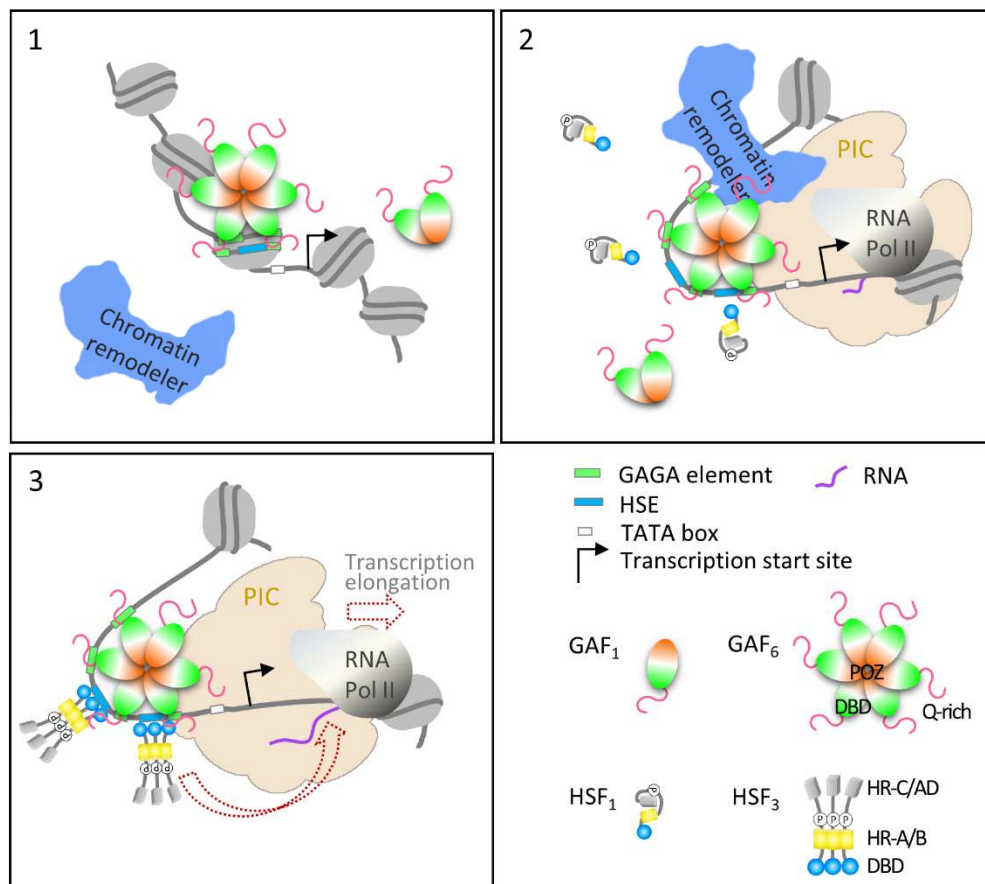 1
Chromatin
remodeler
2
Chromatin
remodeler
PIC
RNA
Pol II
P
P
P
3
Transcription
elongation
PIC
RNA
Pol II
P
P
P
P
P
P
GAGA element
RNA
HSE
TATA box
Transcription start site
GAF₁
GAF₆
POZ
DBD
Q-rich
HSF₁
P
HSF₃
HR-C/AD
P P P
HR-A/B
DBD